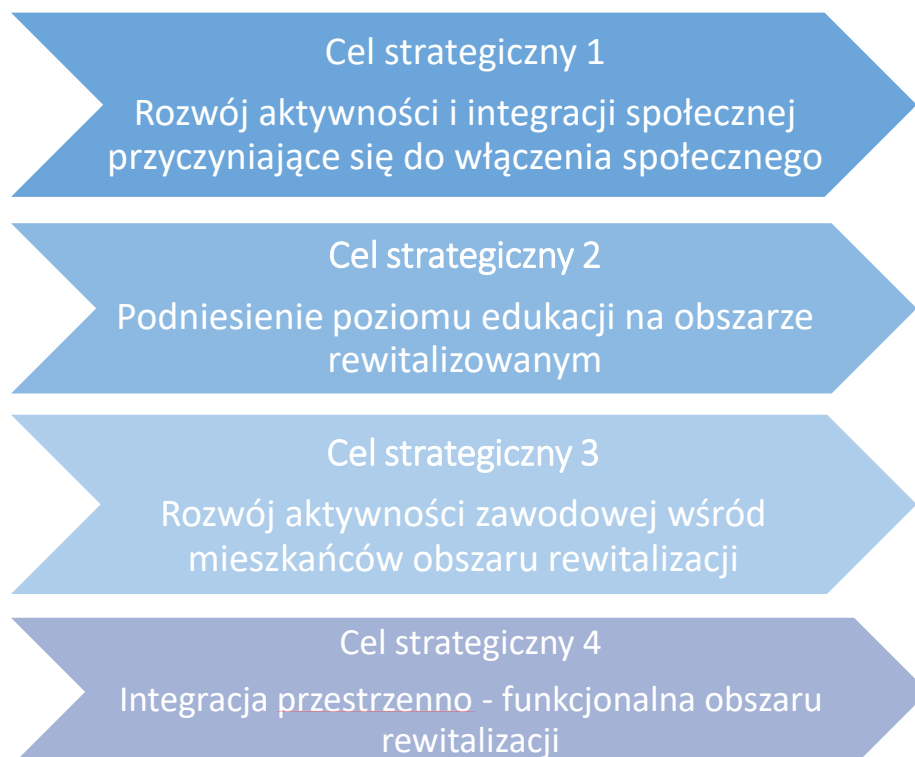 Cel strategiczny 1
Rozwój aktywności i integracji społecznej
przyczyniające się do włączenia społecznego
Cel strategiczny 2
Podniesienie poziomu edukacji na obszarze
rewitalizowanym
Cel strategiczny 3
Rozwój aktywności zawodowej wśród
mieszkańców obszaru rewitalizacji
Cel strategiczny 4
Integracja przestrzenno - funkcjonalna obszaru
rewitalizacji